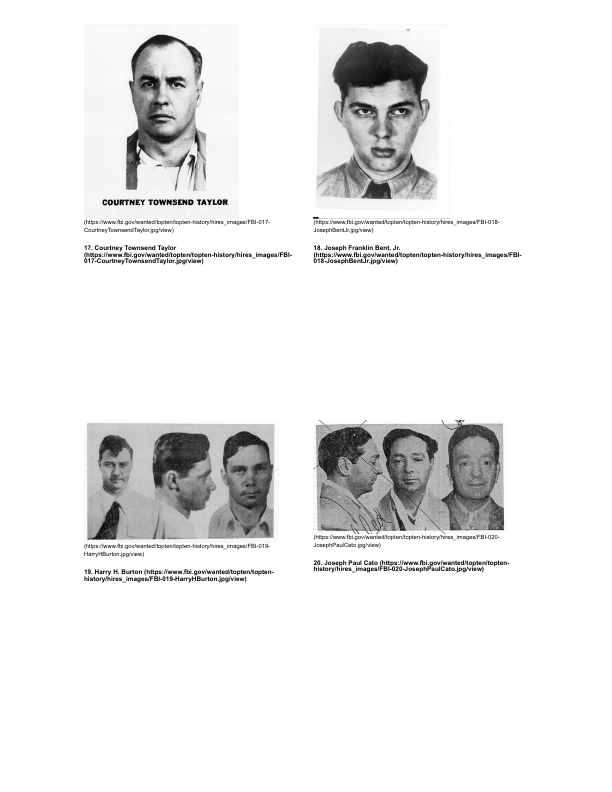 COURTNEY TOWNSEND TAYLOR
(https://www.fbi.gov/wanted/topten/topten-history/hires_images/FBI-017-
CourtneyTownsendTaylor.jpg/view)
17. Courtney Townsend Taylor
(https://www.fbi.gov/wanted/topten/topten-history/hires_images/FBI-
017-CourtneyTownsendTaylor.jpg/view)
(https://www.fbi.gov/wanted/topten/topten-history/hires_images/FBI-018-
JosephBentJr.jpg/view)
18. Joseph Franklin Bent, Jr.
(https://www.fbi.gov/wanted/topten/topten-history/hires_images/FBI-
018-JosephBentJr.jpg/view)
(https://www.fbi.gov/wanted/topten/topten-history/hires_images/FBI-019-
HarryHBurton.jpg/view)
19. Harry H. Burton (https://www.fbi.gov/wanted/topten/topten-
history/hires_images/FBI-019-HarryHBurton.jpg/view)
(https://www.fbi.gov/wanted/topten/topten-history/hires_images/FBI-020-
JosephPaulCato.jpg/view)
20. Joseph Paul Cato (https://www.fbi.gov/wanted/topten/topten-
history/hires_images/FBI-020-JosephPaulCato.jpg/view)